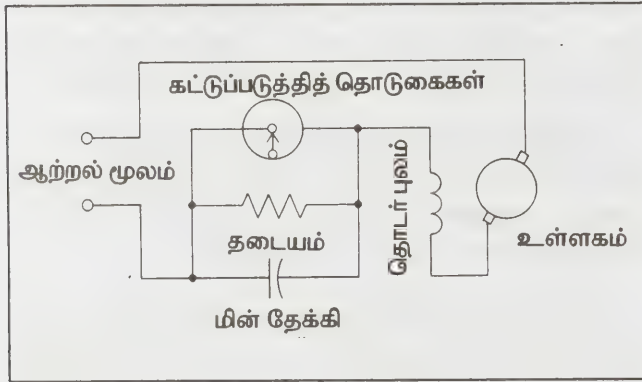 கட்டுப்படுத்தித் தொடுகைகள்
ஆற்றல் மூலம்
தடையம்
மின் தேக்கி
தொடர் புலம்
உள்ளகம்